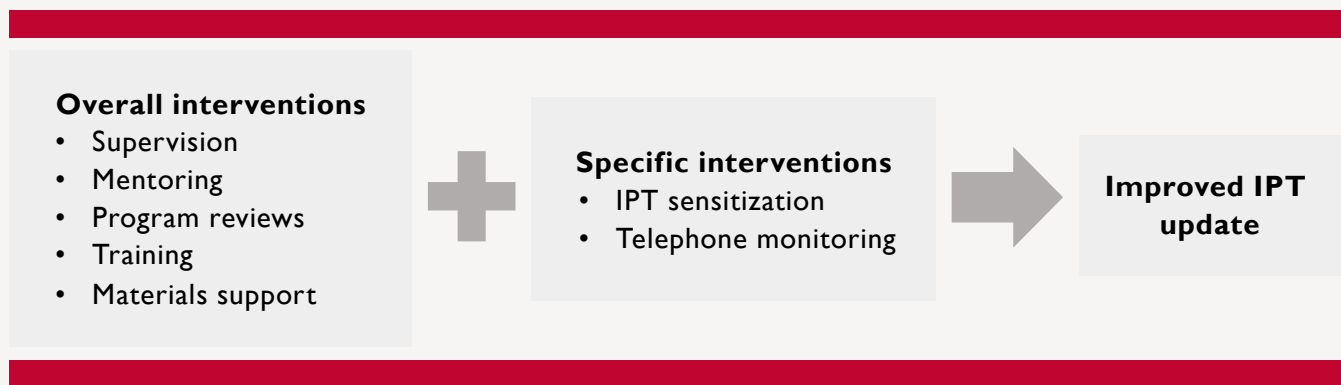 Overall interventions
• Supervision
• Mentoring
• Program reviews
• Training
• Materials support
Specific interventions
• IPT sensitization
• Telephone monitoring
Improved IPT
update